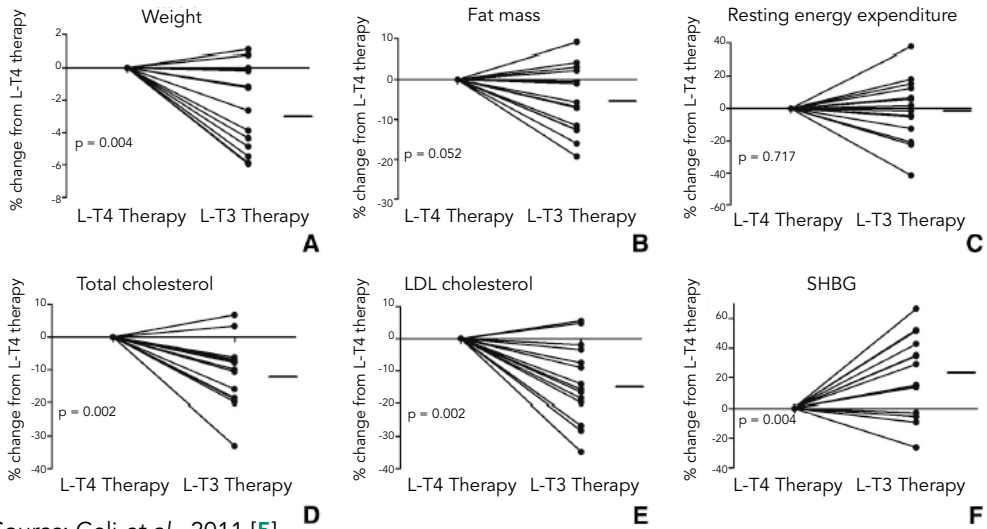 Weight
% change from L-T4 therapy
2
0
-2
-4
-6
-8
p = 0.004
L-T4 Therapy L-T3 Therapy
A
Fat mass
% change from L-T4 therapy
10
0
-10
-20
-30
p = 0.052
L-T4 Therapy L-T3 Therapy
B
Resting energy expenditure
% change from L-T4 therapy
40
20
0
-20
-40
-60
p = 0.717
L-T4 Therapy L-T3 Therapy
C
Total cholesterol
% change from L-T4 therapy
10
0
-10
-20
-30
-40
p = 0.002
L-T4 Therapy L-T3 Therapy
D
LDL cholesterol
% change from L-T4 therapy
10
0
-10
-20
-30
-40
p = 0.002
L-T4 Therapy L-T3 Therapy
E
SHBG
% change from L-T4 therapy
60
40
20
0
-20
-40
p = 0.004
L-T4 Therapy L-T3 Therapy
F
Source: Celi et al., 2011 [5]